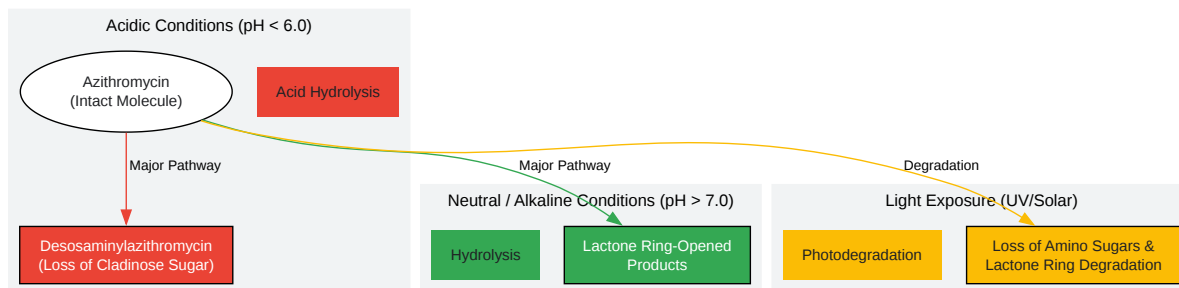 Acidic Conditions (pH < 6.0)
Azithromycin
(Intact Molecule)
Acid Hydrolysis
Major Pathway
Major Pathway
Degradation
Desosaminylazithromycin
(Loss of Cladinose Sugar)
Neutral / Alkaline Conditions (pH > 7.0)
Hydrolysis
Lactone Ring-Opened
Products
Light Exposure (UV/Solar)
Photodegradation
Loss of Amino Sugars &
Lactone Ring Degradation